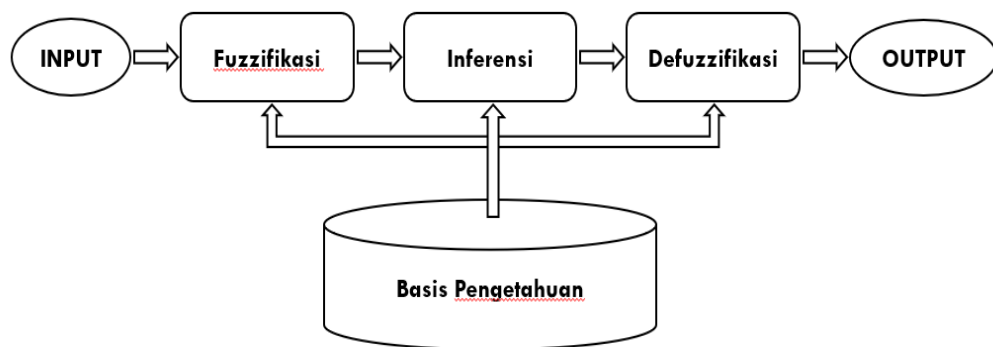 INPUT
Fuzzifikasi
Inferensi
Defuzzifikasi
OUTPUT
Basis Pengetahuan